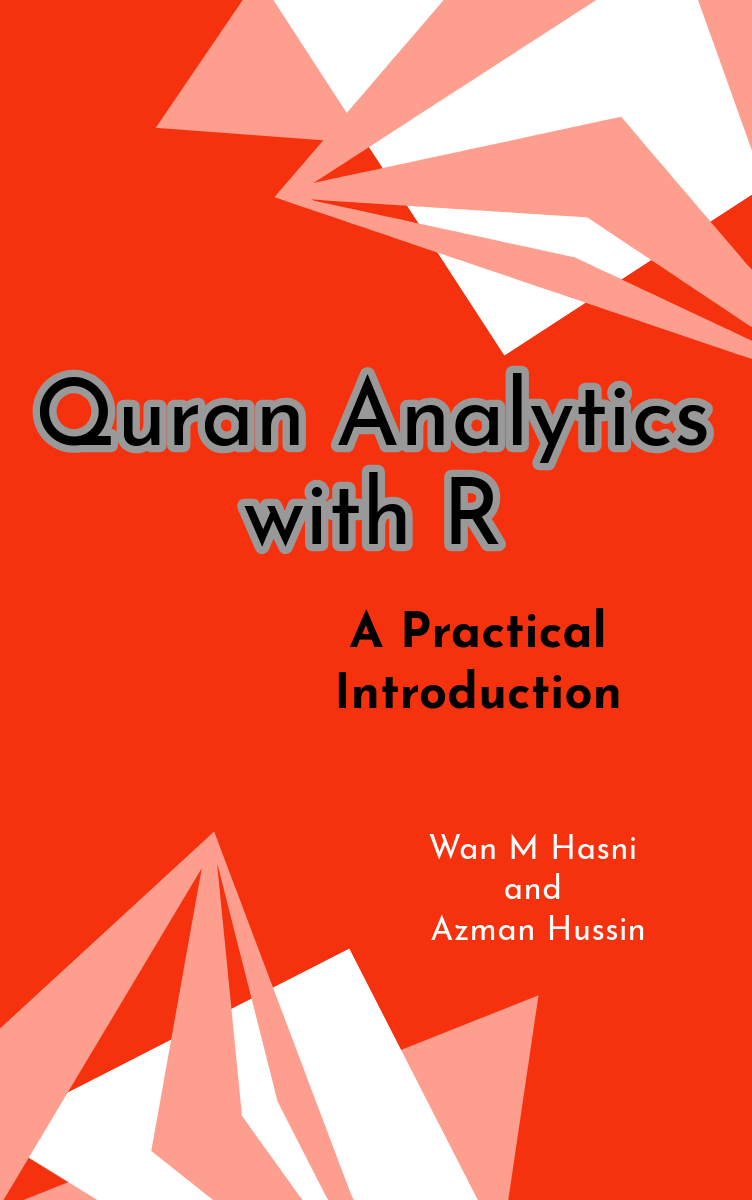 Quran Analytics
with R
A Practical
Introduction
Wan M Hasni
and
Azman Hussin